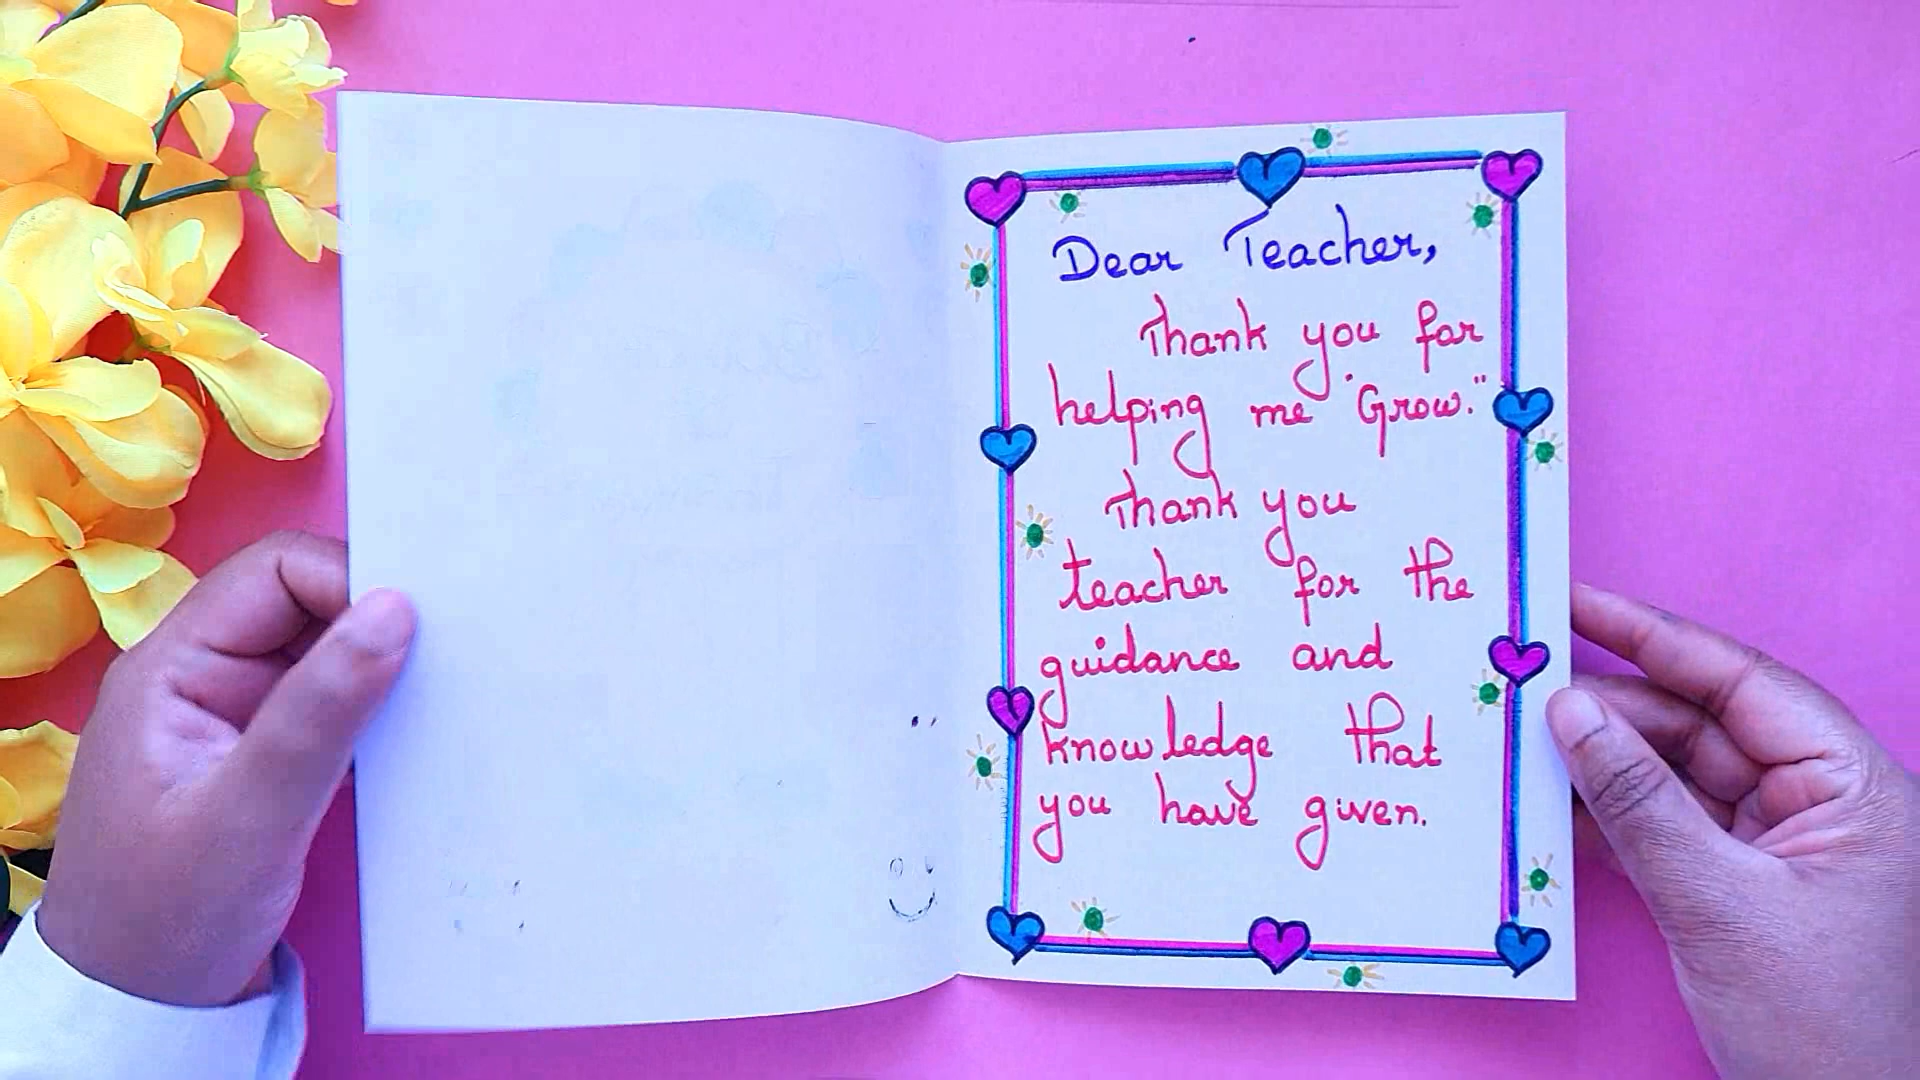 Dear Teacher,
Thank you for
helping me "Grow."
Thank you
teacher for the
guidance and
knowledge that
you have given.